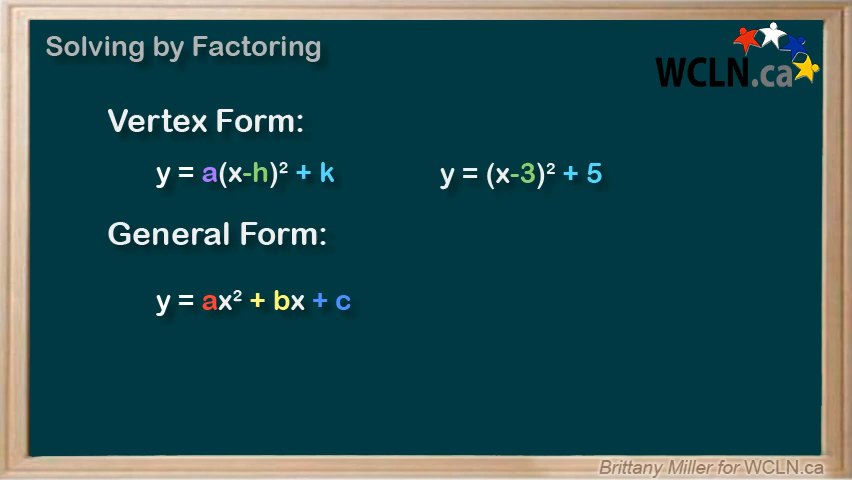 Solving by Factoring
WCLN.ca
Vertex Form:
y = a(x-h)² + k
y = (x-3)² + 5
General Form:
y = ax² + bx + c
Brittany Miller for WCLN.ca